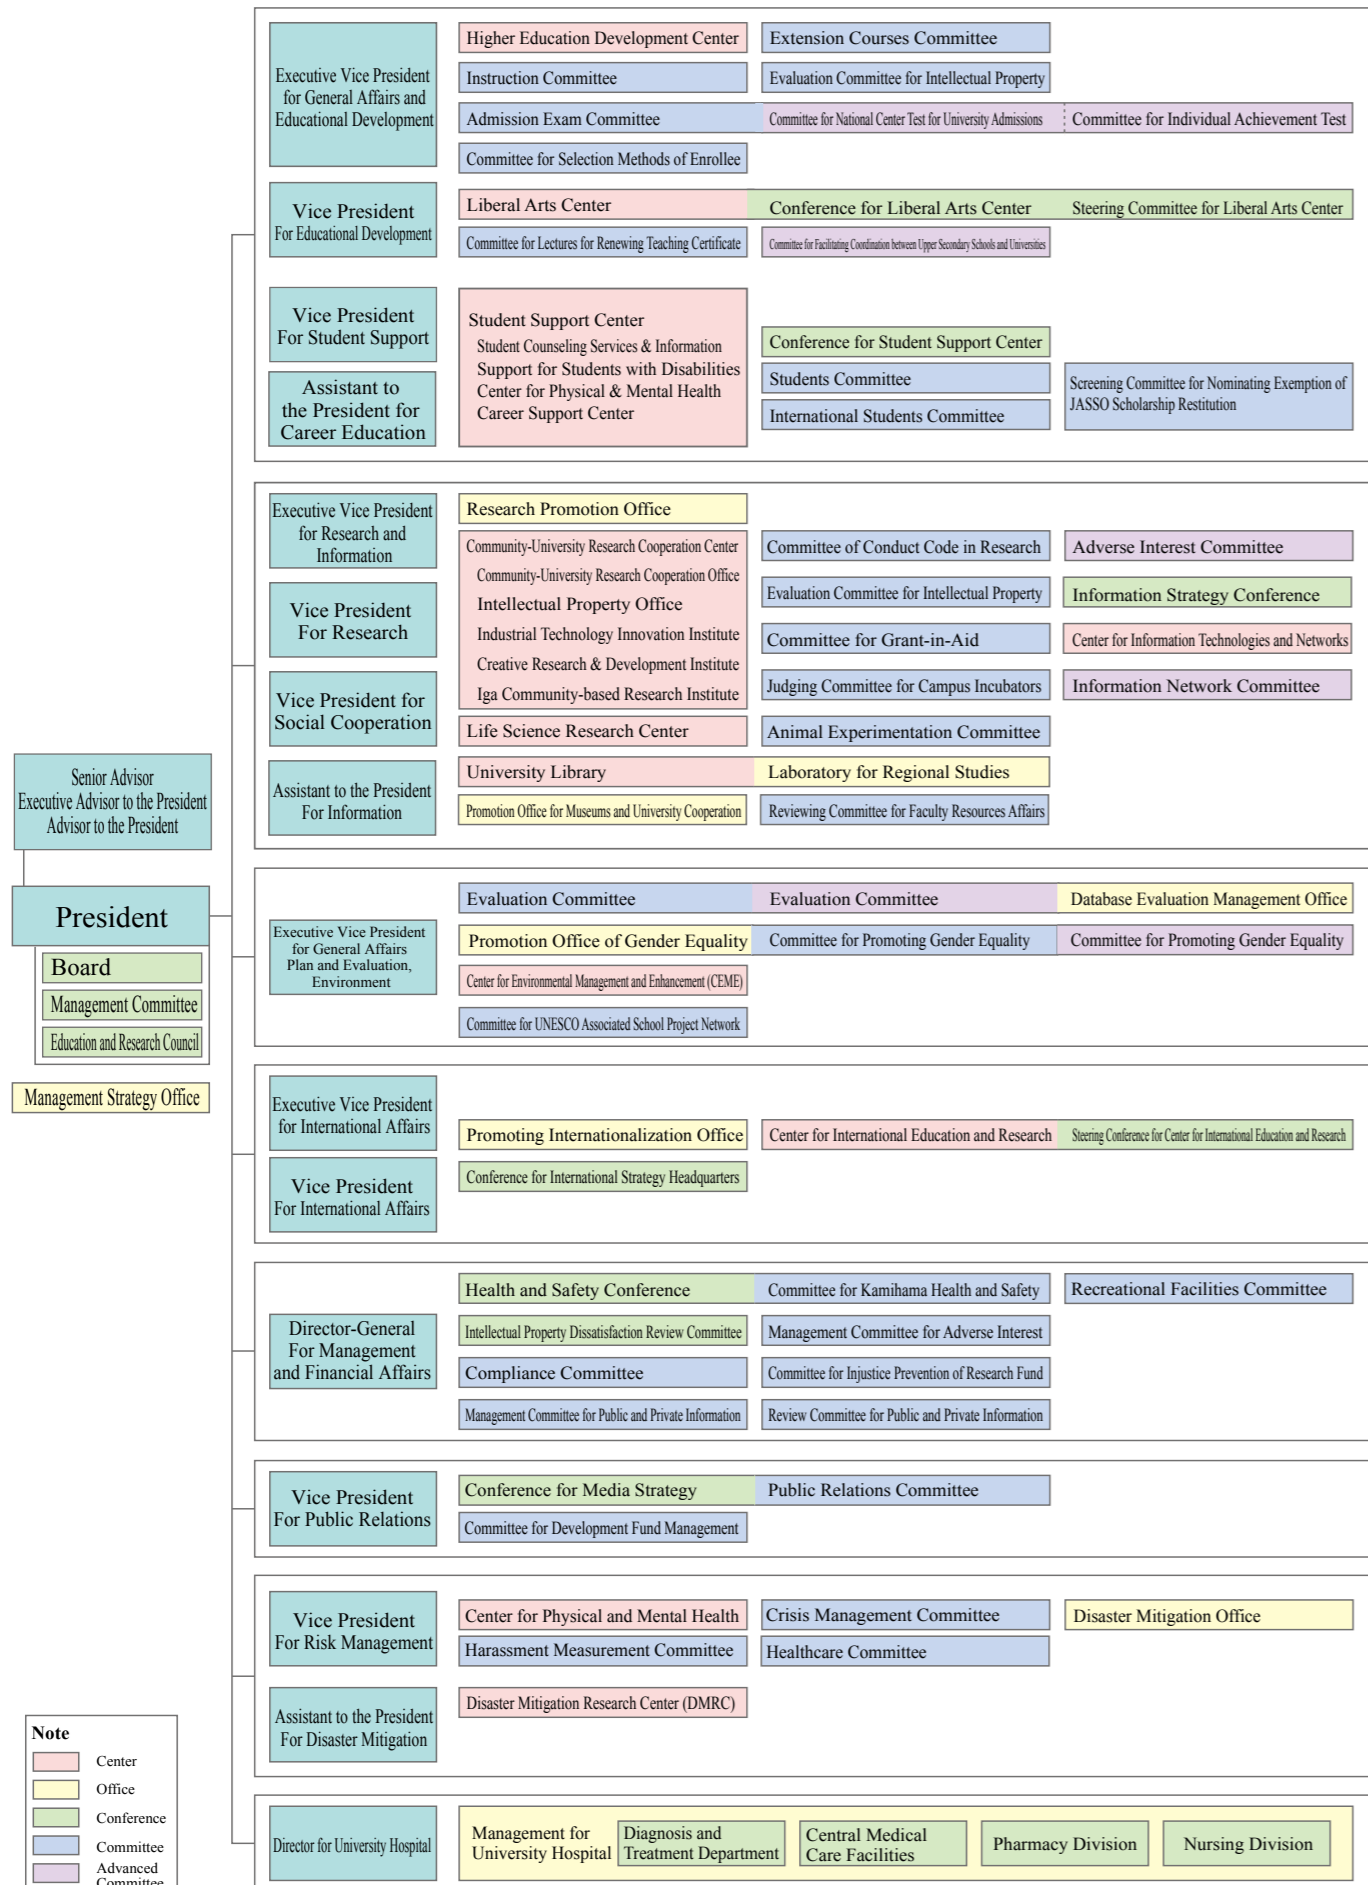 Executive Vice President
for General Affairs and
Educational Development
Higher Education Development Center
Extension Courses Committee
Instruction Committee
Evaluation Committee for Intellectual Property
Admission Exam Committee
Committee for National Center Test for University Admissions
Committee for Individual Achievement Test
Committee for Selection Methods of Enrollee
Vice President
For Educational Development
Liberal Arts Center
Conference for Liberal Arts Center
Steering Committee for Liberal Arts Center
Committee for Lectures for Renewing Teaching Certificate
Committee for Facilitating Coordination between Upper Secondary Schools and Universities
Vice President
For Student Support
Assistant to
the President for
Career Education
Student Support Center
Student Counseling Services & Information
Support for Students with Disabilities
Center for Physical & Mental Health
Career Support Center
Conference for Student Support Center
Students Committee
International Students Committee
Screening Committee for Nominating Exemption of
JASSO Scholarship Restitution
Executive Vice President
for Research and
Information
Vice President
For Research
Vice President for
Social Cooperation
Assistant to the President
For Information
Research Promotion Office
Community-University Research Cooperation Center
Community-University Research Cooperation Office
Intellectual Property Office
Industrial Technology Innovation Institute
Creative Research & Development Institute
Iga Community-based Research Institute
Life Science Research Center
University Library
Laboratory for Regional Studies
Promotion Office for Museums and University Cooperation
Reviewing Committee for Faculty Resources Affairs
Committee of Conduct Code in Research
Evaluation Committee for Intellectual Property
Committee for Grant-in-Aid
Judging Committee for Campus Incubators
Animal Experimentation Committee
Adverse Interest Committee
Information Strategy Conference
Center for Information Technologies and Networks
Information Network Committee
Senior Advisor
Executive Advisor to the President
Advisor to the President
President
Board
Management Committee
Education and Research Council
Management Strategy Office
Executive Vice President
for General Affairs
Plan and Evaluation,
Environment
Evaluation Committee
Evaluation Committee
Database Evaluation Management Office
Promotion Office of Gender Equality
Committee for Promoting Gender Equality
Committee for Promoting Gender Equality
Center for Environmental Management and Enhancement (CEME)
Committee for UNESCO Associated School Project Network
Executive Vice President
for International Affairs
Vice President
For International Affairs
Promoting Internationalization Office
Center for International Education and Research
Steering Conference for Center for International Education and Research
Conference for International Strategy Headquarters
Director-General
For Management
and Financial Affairs
Health and Safety Conference
Committee for Kamihama Health and Safety
Recreational Facilities Committee
Intellectual Property Dissatisfaction Review Committee
Management Committee for Adverse Interest
Compliance Committee
Committee for Injustice Prevention of Research Fund
Management Committee for Public and Private Information
Review Committee for Public and Private Information
Vice President
For Public Relations
Conference for Media Strategy
Public Relations Committee
Committee for Development Fund Management
Vice President
For Risk Management
Center for Physical and Mental Health
Crisis Management Committee
Disaster Mitigation Office
Harassment Measurement Committee
Healthcare Committee
Assistant to the President
For Disaster Mitigation
Disaster Mitigation Research Center (DMRC)
Director for University Hospital
Management for
University Hospital
Diagnosis and
Treatment Department
Central Medical
Care Facilities
Pharmacy Division
Nursing Division
Note
Center
Office
Conference
Committee
Advanced
Committee